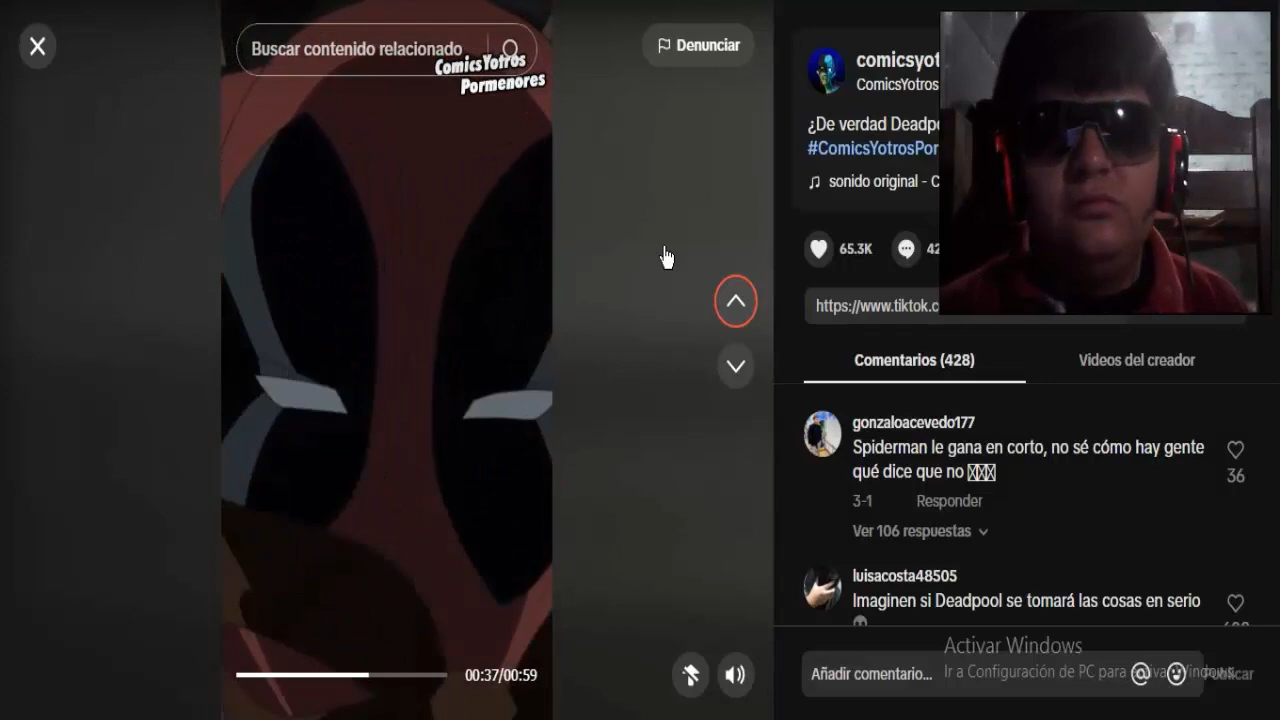 Buscar contenido relacionado
ComicsYotros
Pormenores
Denunciar
00:37/00:59
comicsyot
ComicsYotros
¿De verdad Deadpo
#ComicsYotrosPor
sonido original - C
65.3K
42
https://www.tiktok.c
Comentarios (428)
Videos del creador
gonzaloacevedo177
Spiderman le gana en corto, no sé cómo hay gente
qué dice que no
36
3-1 Responder
Ver 106 respuestas
luisacosta48505
Imaginen si Deadpool se tomará las cosas en serio
Activar Windows
Ir a Configuración de PC para
Añadir comentario...
Publicar